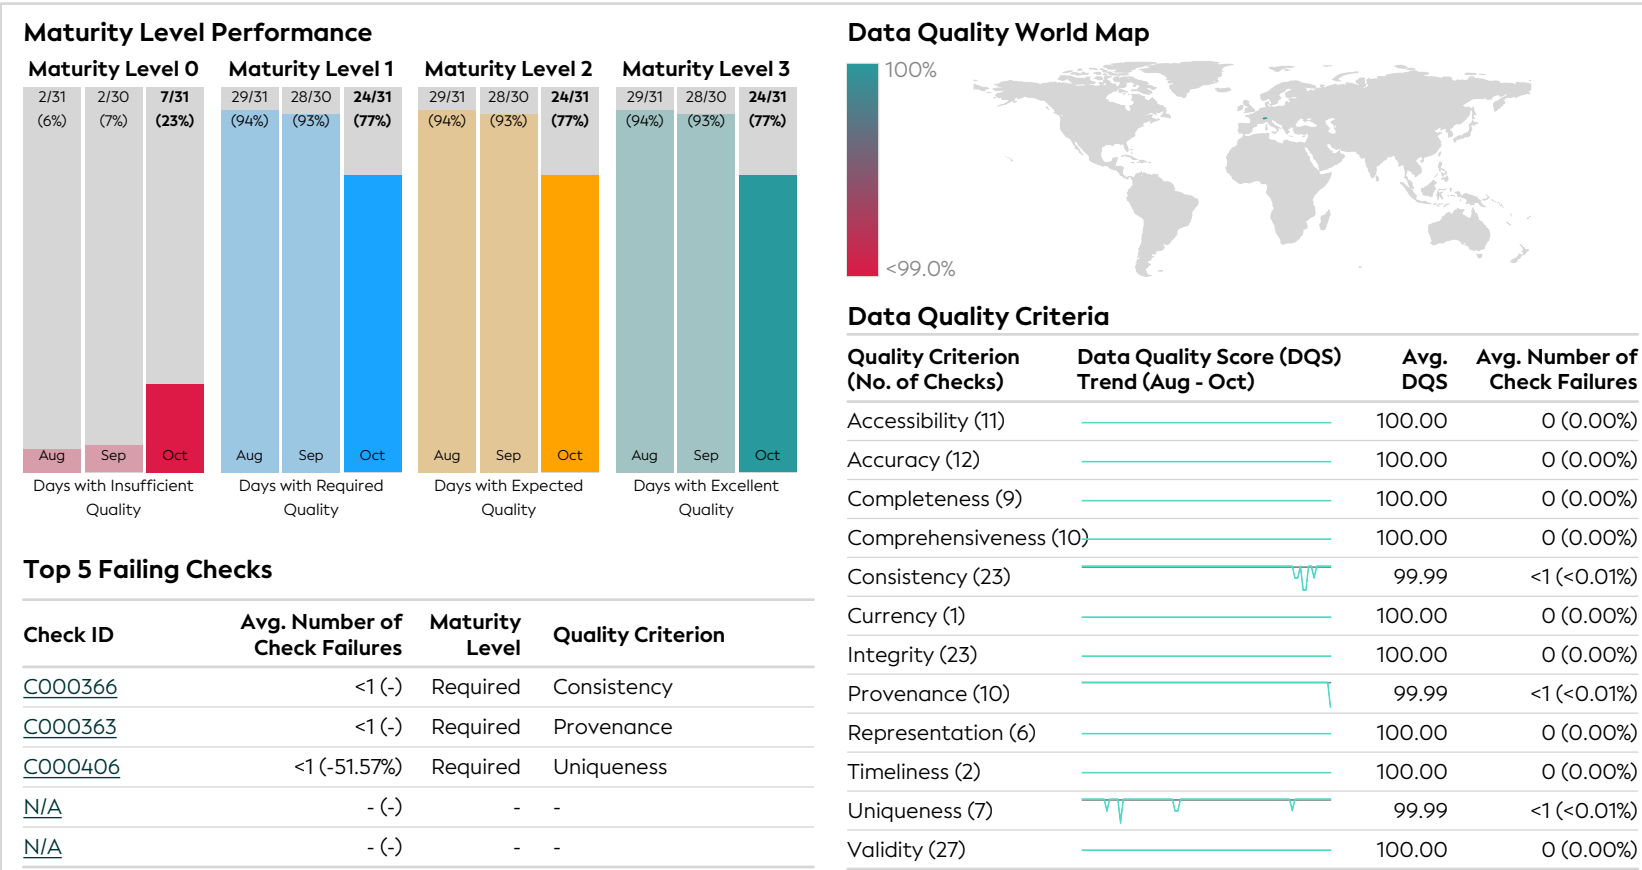 Maturity Level Performance
Maturity Level 0
Maturity Level 1
Maturity Level 2
Maturity Level 3
2/31 2/30 7/31
(6%) (7%) (23%)
Aug Sep Oct
Days with Insufficient
Quality
29/31 28/30 24/31
(94%) (93%) (77%)
Aug Sep Oct
Days with Required
Quality
29/31 28/30 24/31
(94%) (93%) (77%)
Aug Sep Oct
Days with Expected
Quality
29/31 28/30 24/31
(94%) (93%) (77%)
Aug Sep Oct
Days with Excellent
Quality
Top 5 Failing Checks
Check ID Avg. Number of Check Failures Maturity Level Quality Criterion
C000366 <1 (-) Required Consistency
C000363 <1 (-) Required Provenance
C000406 <1 (-51.57%) Required Uniqueness
N/A - (-) - -
N/A - (-) - -
Data Quality World Map
100%
<99.0%
Data Quality Criteria
Quality Criterion Data Quality Score (DQS) Avg. Avg. Number of
(No. of Checks) Trend (Aug - Oct) DQS Check Failures
Accessibility (11) 100.00 0 (0.00%)
Accuracy (12) 100.00 0 (0.00%)
Completeness (9) 100.00 0 (0.00%)
Comprehensiveness (10) 100.00 0 (0.00%)
Consistency (23) 99.99 <1 (<0.01%)
Currency (1) 100.00 0 (0.00%)
Integrity (23) 100.00 0 (0.00%)
Provenance (10) 99.99 <1 (<0.01%)
Representation (6) 100.00 0 (0.00%)
Timeliness (2) 100.00 0 (0.00%)
Uniqueness (7) 99.99 <1 (<0.01%)
Validity (27) 100.00 0 (0.00%)